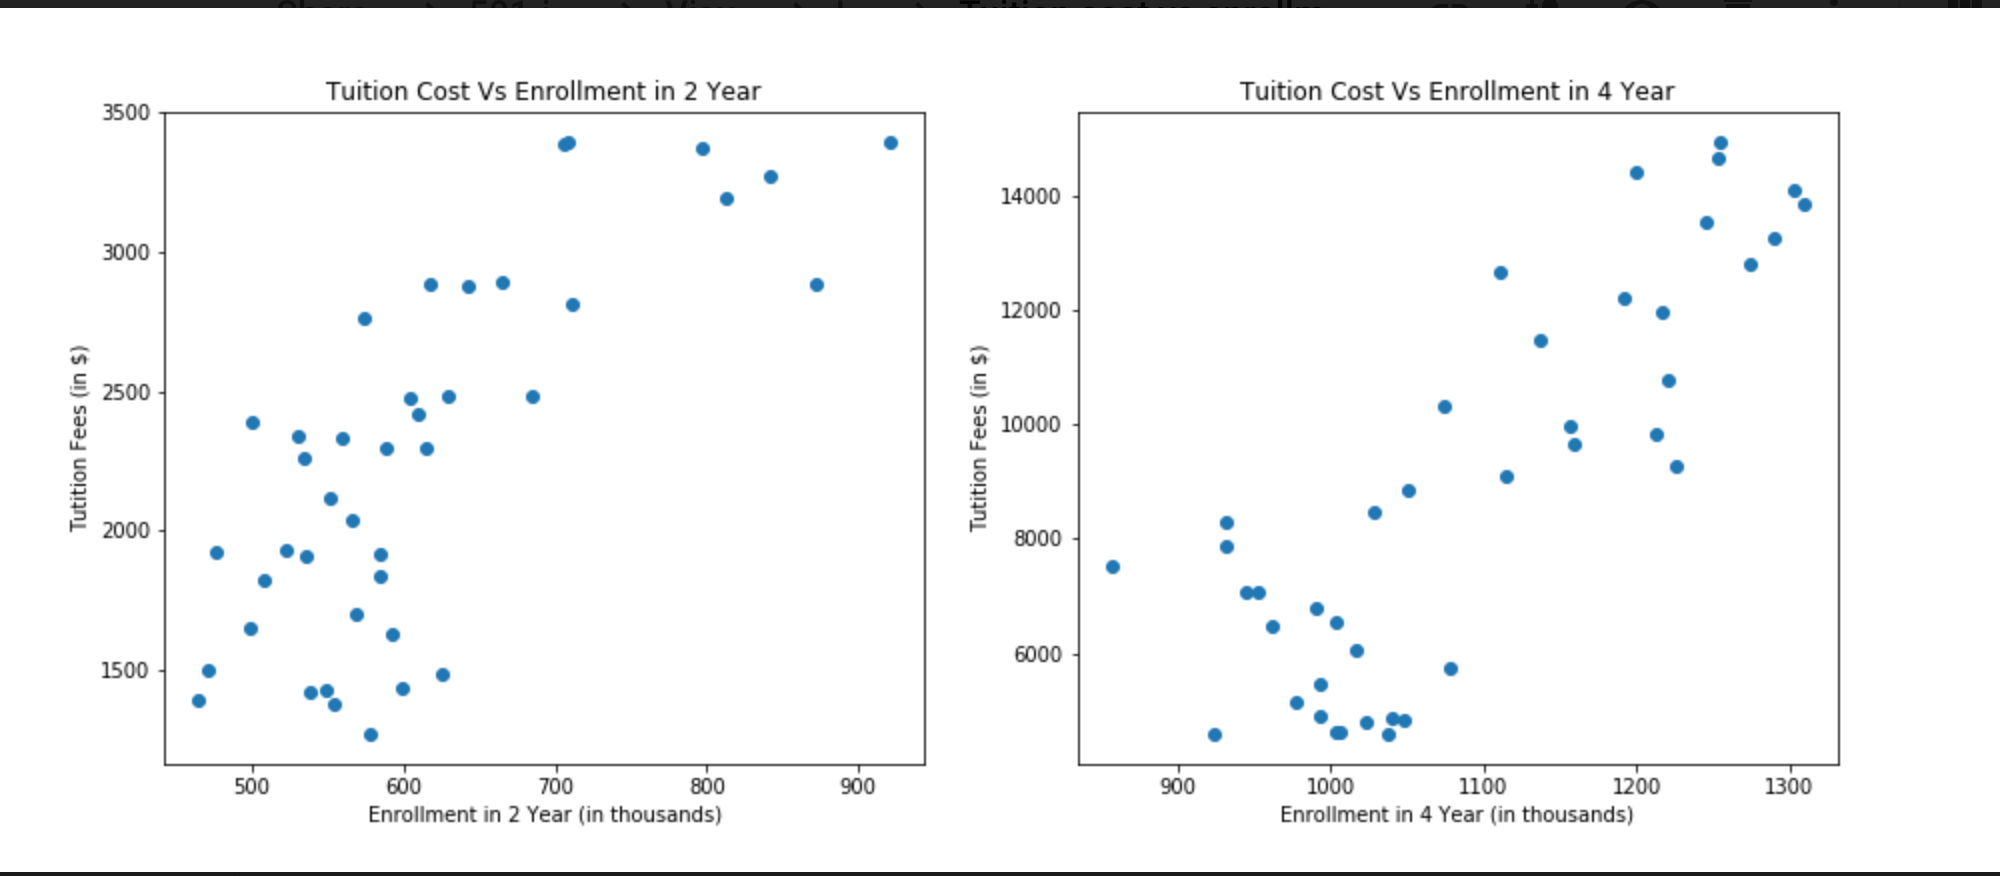 Tuition Cost Vs Enrollment in 2 Year
3500
3000
2500
2000
1500
Tutition Fees (in $)
500 600 700 800 900
Enrollment in 2 Year (in thousands)
Tuition Cost Vs Enrollment in 4 Year
14000
12000
10000
8000
6000
Tutition Fees (in $)
900 1000 1100 1200 1300
Enrollment in 4 Year (in thousands)